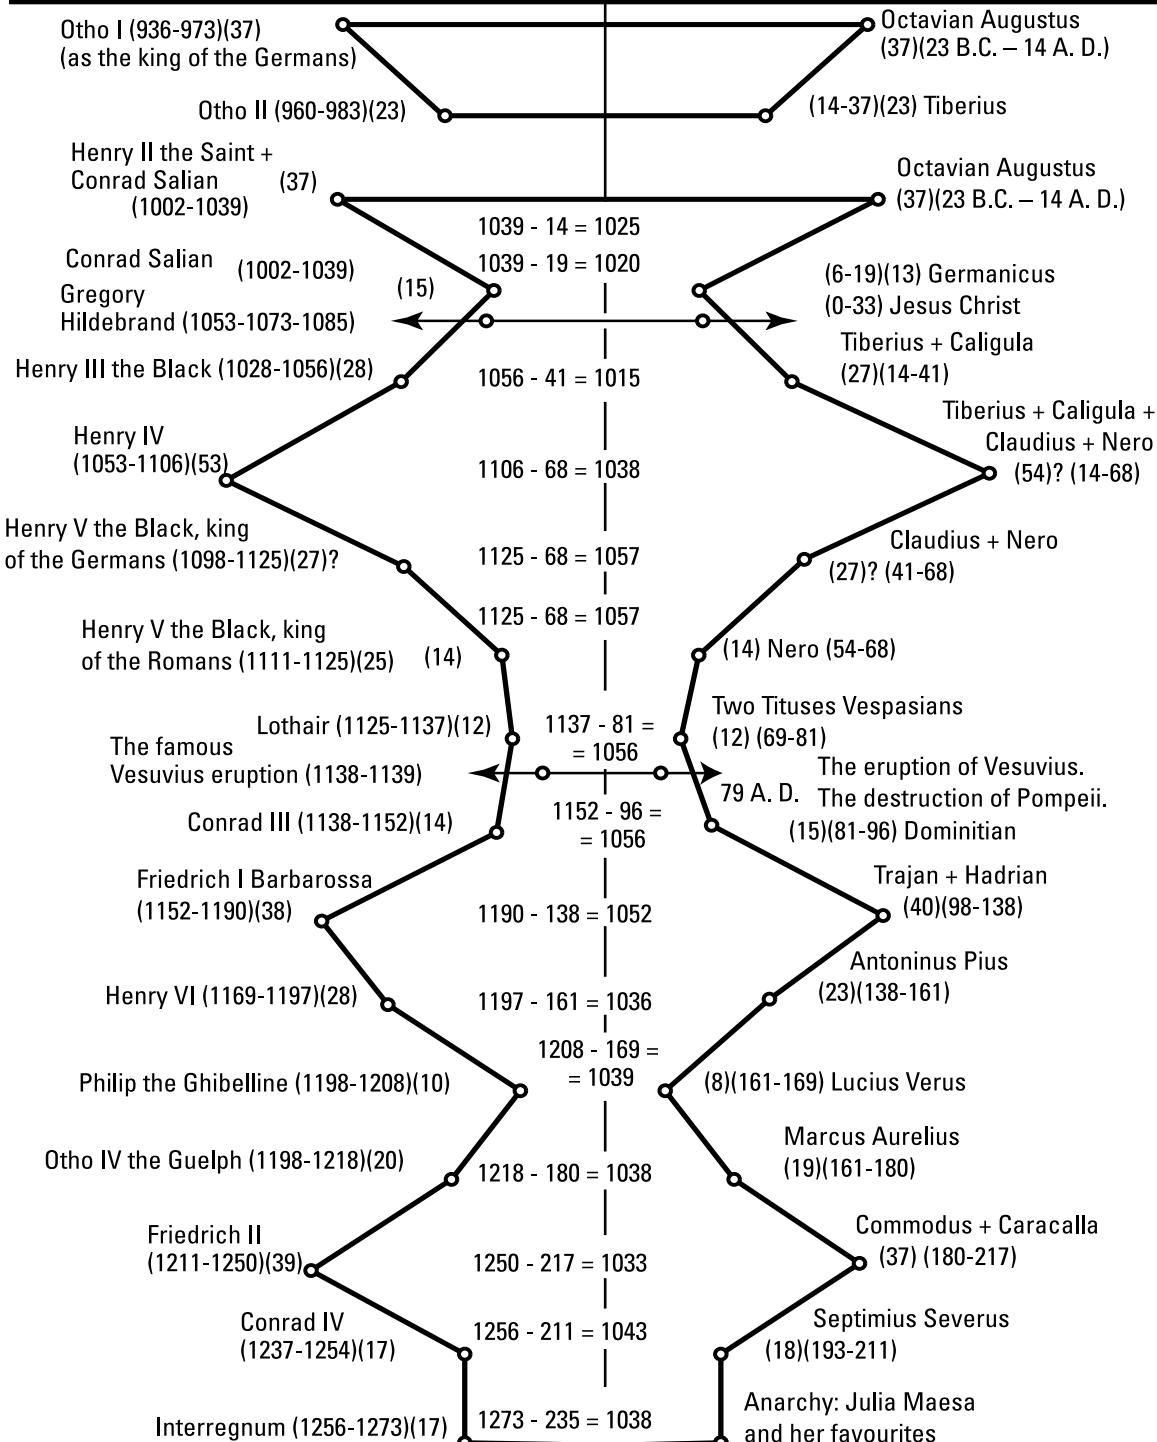 Otho I (936-973)(37)
(as the king of the Germans)
Octavian Augustus
(37)(23 B.C. – 14 A. D.)
Otho II (960-983)(23)
(14-37)(23) Tiberius
Henry II the Saint +
Conrad Salian (37)
(1002-1039)
Octavian Augustus
(37)(23 B.C. – 14 A. D.)
1039 - 14 = 1025
1039 - 19 = 1020
Conrad Salian (1002-1039)
(15)
(6-19)(13) Germanicus
Gregory
Hildebrand (1053-1073-1085)
(0-33) Jesus Christ
Henry III the Black (1028-1056)(28)
1056 - 41 = 1015
Tiberius + Caligula
(27)(14-41)
Henry IV
(1053-1106)(53)
1106 - 68 = 1038
Tiberius + Caligula +
Claudius + Nero
(54)? (14-68)
Henry V the Black, king
of the Germans (1098-1125)(27)?
1125 - 68 = 1057
Claudius + Nero
(27)? (41-68)
1125 - 68 = 1057
Henry V the Black, king
of the Romans (1111-1125)(25) (14)
(14) Nero (54-68)
Lothair (1125-1137)(12)
1137 - 81 =
= 1056
Two Tituses Vespasians
(12) (69-81)
The famous
Vesuvius eruption (1138-1139)
79 A. D.
The eruption of Vesuvius.
The destruction of Pompeii.
Conrad III (1138-1152)(14)
1152 - 96 =
= 1056
(15)(81-96) Dominitian
Friedrich I Barbarossa
(1152-1190)(38)
1190 - 138 = 1052
Trajan + Hadrian
(40)(98-138)
Henry VI (1169-1197)(28)
1197 - 161 = 1036
Antoninus Pius
(23)(138-161)
Philip the Ghibelline (1198-1208)(10)
1208 - 169 =
= 1039
(8)(161-169) Lucius Verus
Otho IV the Guelph (1198-1218)(20)
1218 - 180 = 1038
Marcus Aurelius
(19)(161-180)
Friedrich II
(1211-1250)(39)
1250 - 217 = 1033
Commodus + Caracalla
(37) (180-217)
Conrad IV
(1237-1254)(17)
1256 - 211 = 1043
Septimius Severus
(18)(193-211)
Interregnum (1256-1273)(17)
1273 - 235 = 1038
Anarchy: Julia Maesa
and her favourites